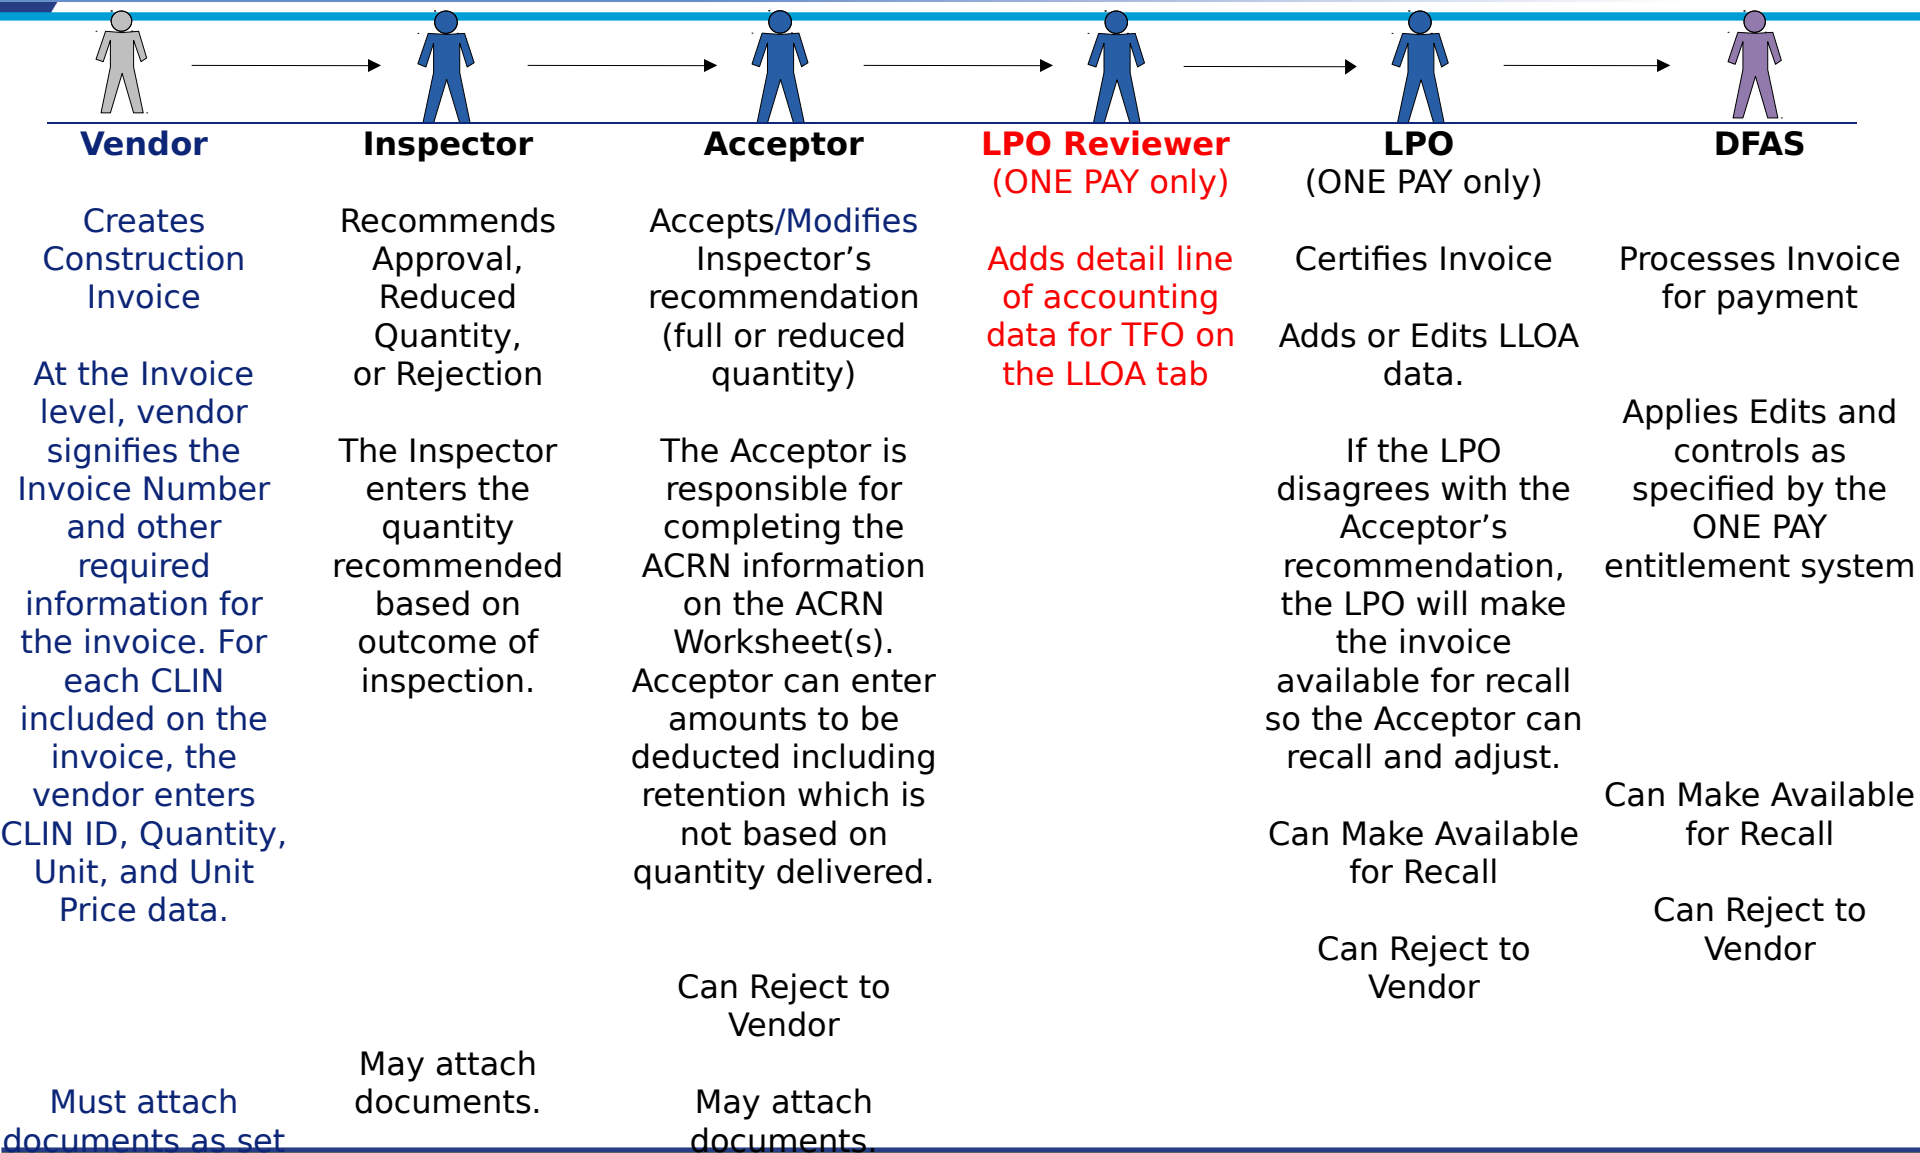 Vendor
Creates
Construction
Invoice
At the Invoice
level, vendor
signifies the
Invoice Number
and other
required
information for
the invoice. For
each CLIN
included on the
invoice, the
vendor enters
CLIN ID, Quantity,
Unit, and Unit
Price data.
Must attach
documents as set
Inspector
Recommends
Approval,
Reduced
Quantity,
or Rejection
The Inspector
enters the
quantity
recommended
based on
outcome of
inspection.
May attach
documents.
Acceptor
Accepts/Modifies
Inspector’s
recommendation
(full or reduced
quantity)
The Acceptor is
responsible for
completing the
ACRN information
on the ACRN
Worksheet(s).
Acceptor can enter
amounts to be
deducted including
retention which is
not based on
quantity delivered.
Can Reject to
Vendor
May attach
documents.
LPO Reviewer
(ONE PAY only)
Adds detail line
of accounting
data for TFO on
the LLOA tab
LPO
(ONE PAY only)
Certifies Invoice
Adds or Edits LLOA
data.
If the LPO
disagrees with the
Acceptor’s
recommendation,
the LPO will make
the invoice
available for recall
so the Acceptor can
recall and adjust.
Can Make Available
for Recall
Can Reject to
Vendor
DFAS
Processes Invoice
for payment
Applies Edits and
controls as
specified by the
ONE PAY
entitlement system
Can Make Available
for Recall
Can Reject to
Vendor